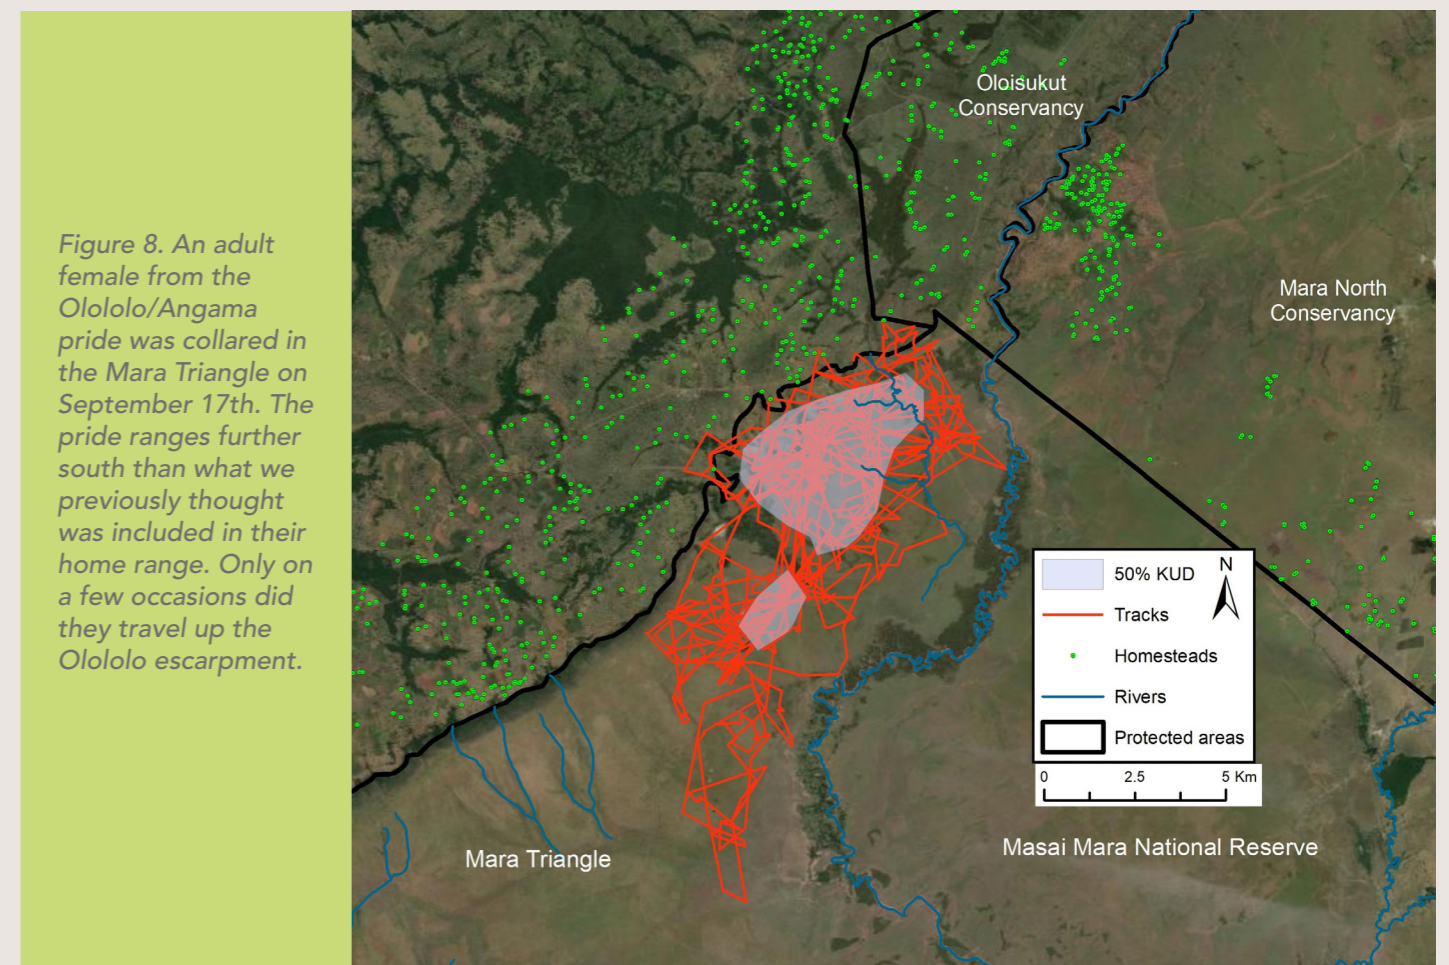 Figure 8. An adult
female from the
Olololo/Angama
pride was collared in
the Mara Triangle on
September 17th. The
pride ranges further
south than what we
previously thought
was included in their
home range. Only on
a few occasions did
they travel up the
Olololo escarpment.
Oloisukut
Conservancy
Mara North
Conservancy
50% KUD
N
Tracks
Homesteads
Rivers
Protected areas
0 2.5 5 Km
Mara Triangle
Masai Mara National Reserve